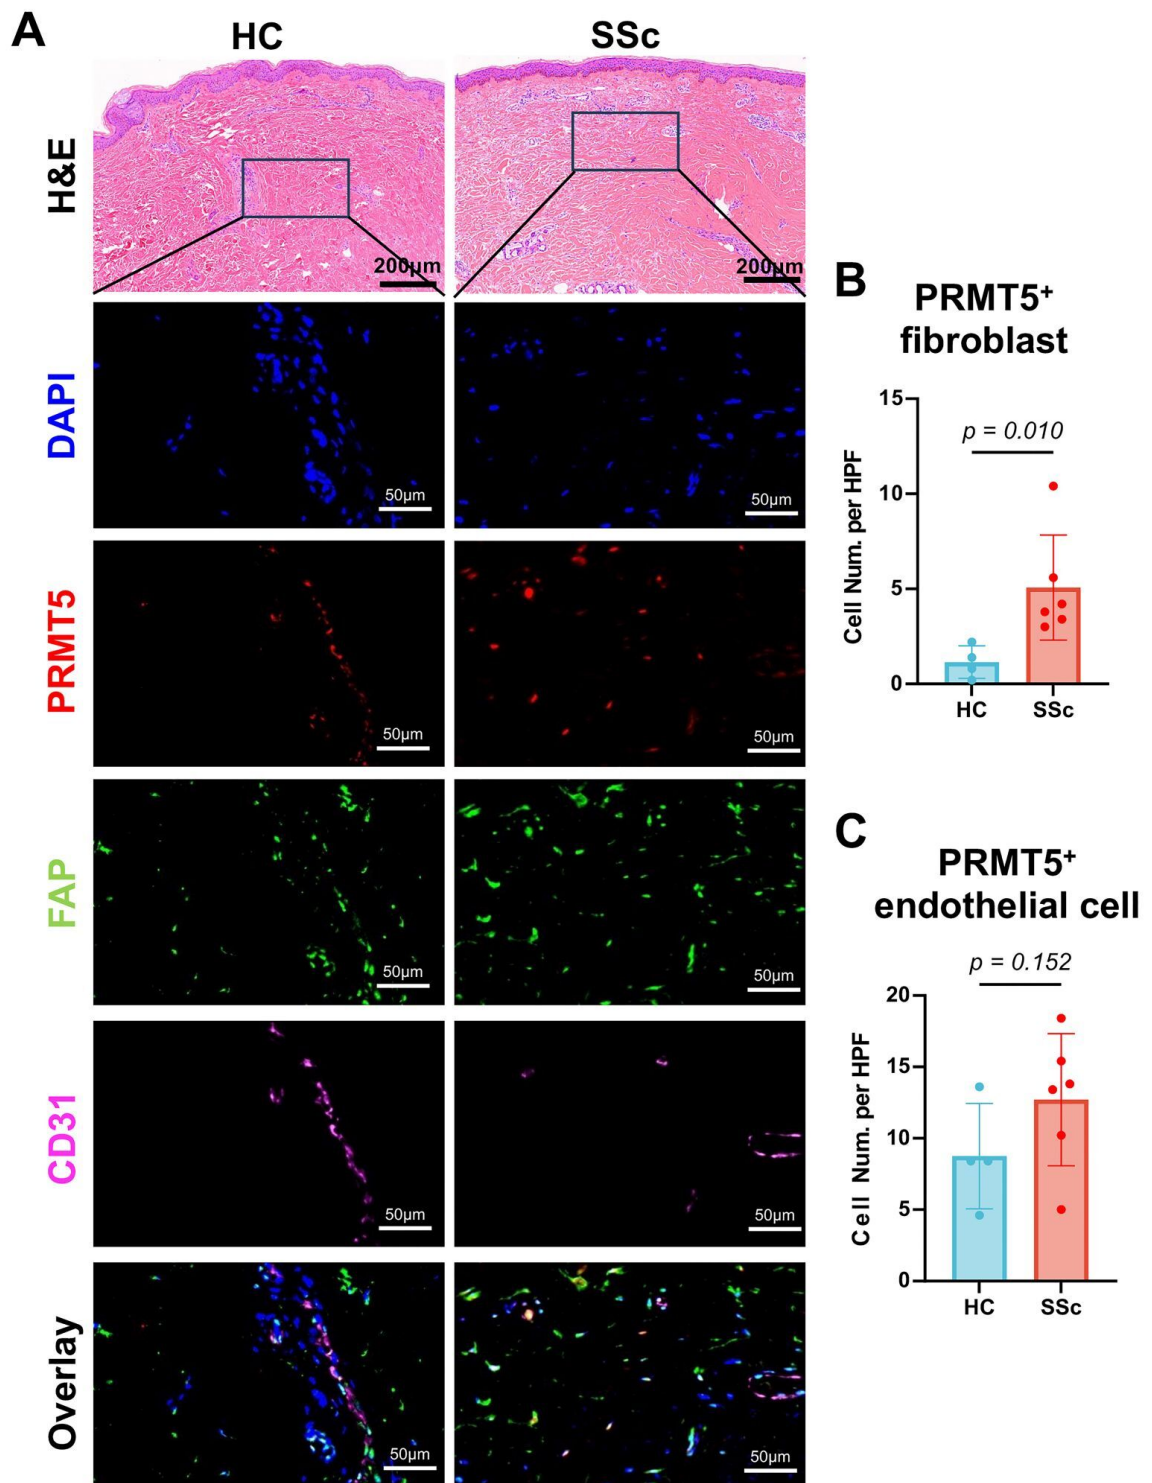 A
HC
SSc
H&E
200μm
200μm
DAPI
50μm
50μm
PRMT5
50μm
50μm
FAP
50μm
50μm
CD31
50μm
50μm
Overlay
50μm
50μm
B
PRMT5⁺
fibroblast
Cell Num. per HPF
15
10
5
0
p = 0.010
HC
SSc
C
PRMT5⁺
endothelial cell
Cell Num. per HPF
20
15
10
5
0
p = 0.152
HC
SSc